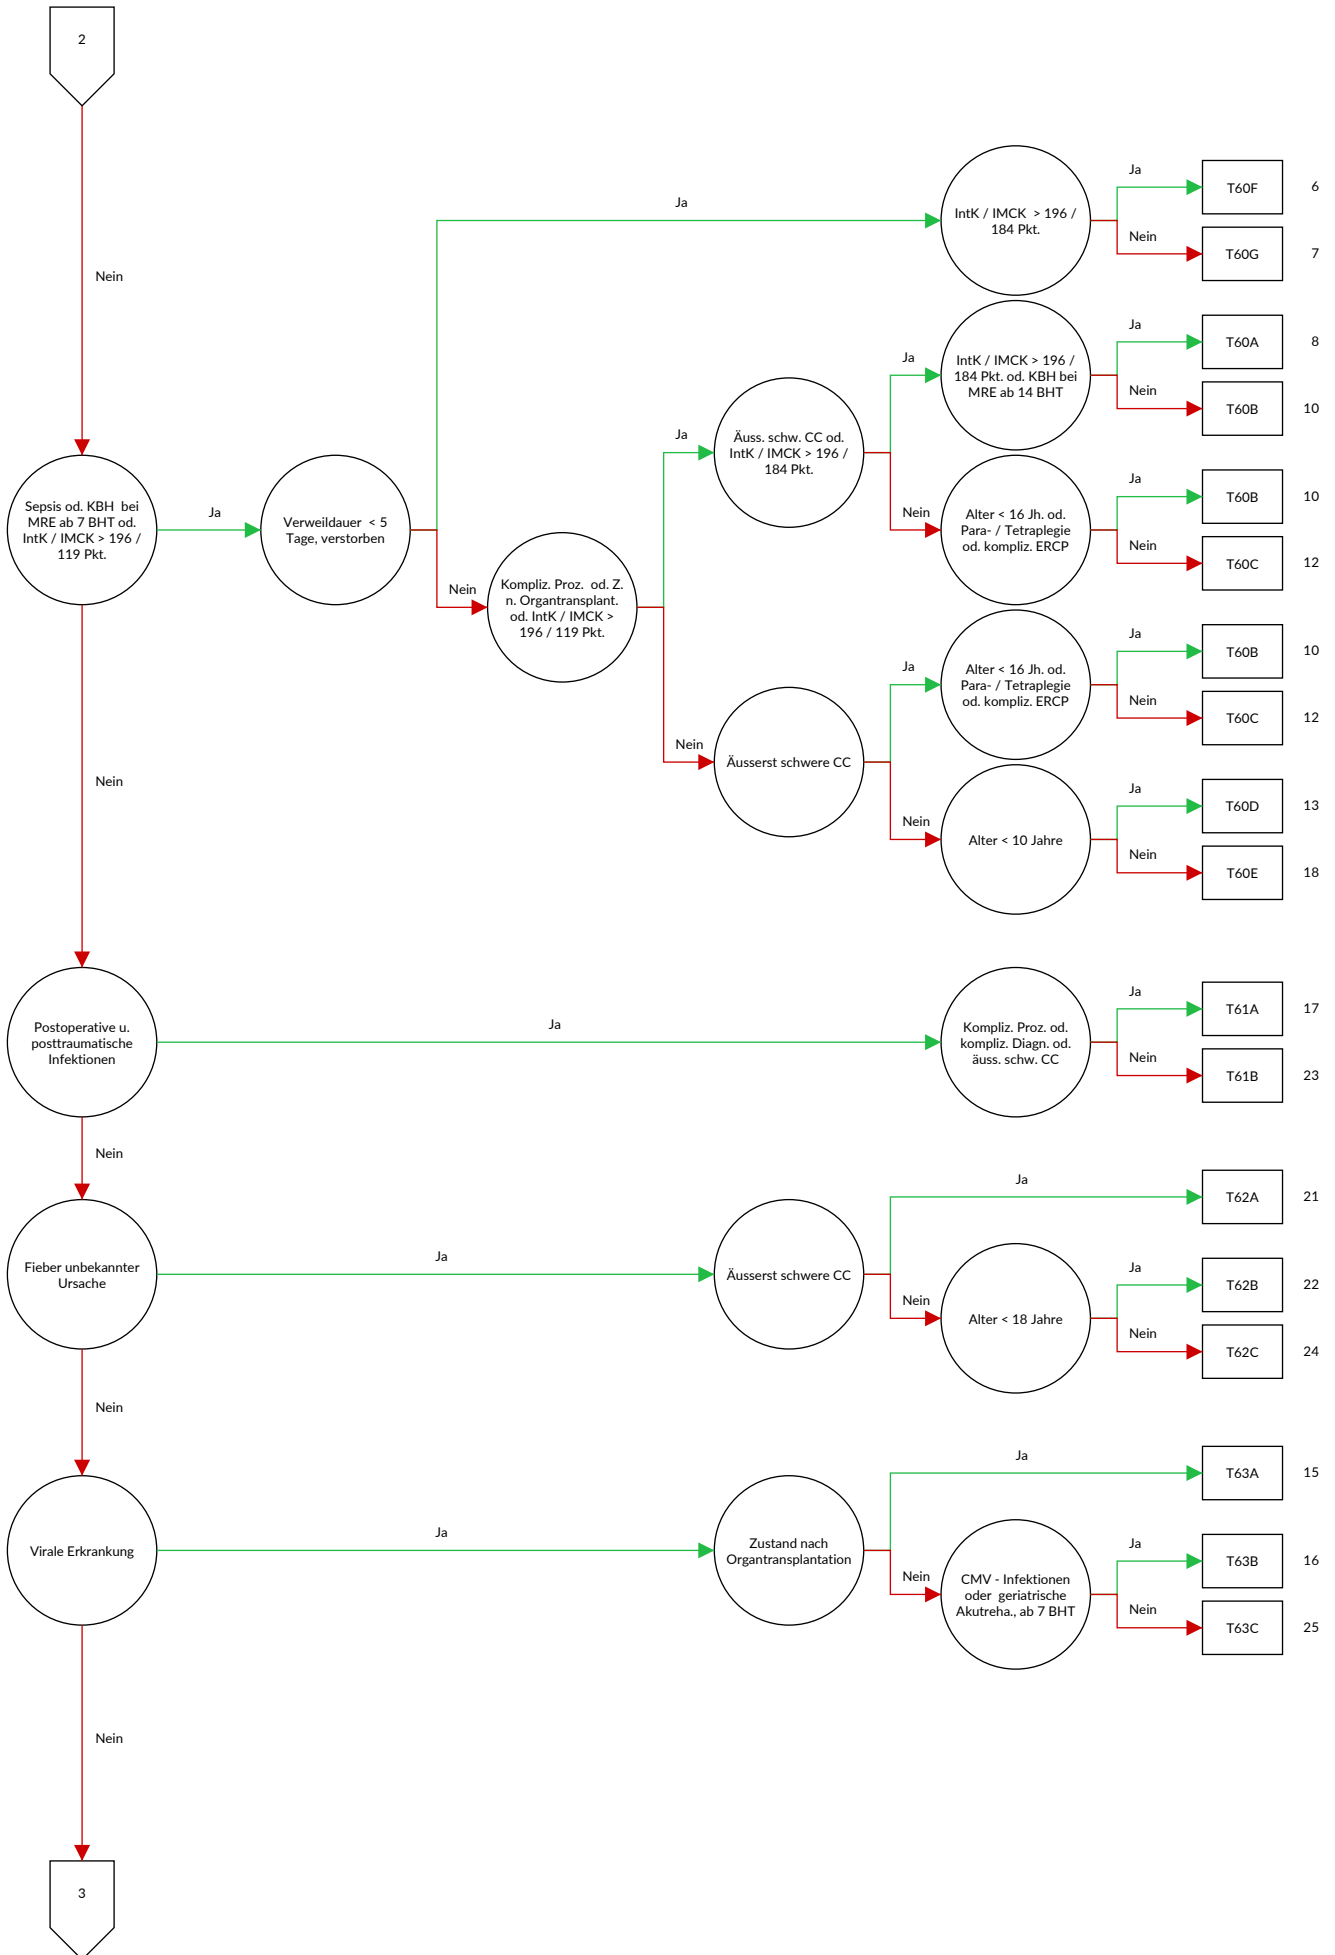 2
Nein
Sepsis od. KBH bei
MRE ab 7 BHT od.
IntK / IMCK > 196 /
119 Pkt.
Ja
Verweildauer < 5
Tage, verstorben
Ja
IntK / IMCK > 196 /
184 Pkt.
Ja
T60F 6
Nein
T60G 7
Nein
Kompliz. Proz. od. Z.
n. Organtransplant.
od. IntK / IMCK >
196 / 119 Pkt.
Ja
Äuss. schw. CC od.
IntK / IMCK > 196 /
184 Pkt.
Ja
IntK / IMCK > 196 /
184 Pkt. od. KBH bei
MRE ab 14 BHT
Ja
T60A 8
Nein
T60B 10
Nein
Alter < 16 Jh. od.
Para- / Tetraplegie
od. kompliz. ERCP
Ja
T60B 10
Nein
T60C 12
Nein
Äusserst schwere CC
Ja
Alter < 16 Jh. od.
Para- / Tetraplegie
od. kompliz. ERCP
Ja
T60B 10
Nein
T60C 12
Nein
Alter < 10 Jahre
Ja
T60D 13
Nein
T60E 18
Nein
Postoperative u.
posttraumatische
Infektionen
Ja
Kompliz. Proz. od.
kompliz. Diagn. od.
äuss. schw. CC
Ja
T61A 17
Nein
T61B 23
Nein
Fieber unbekannter
Ursache
Ja
Äusserst schwere CC
Ja
T62A 21
Nein
Alter < 18 Jahre
Ja
T62B 22
Nein
T62C 24
Nein
Virale Erkrankung
Ja
Zustand nach
Organtransplantation
Ja
T63A 15
Nein
CMV - Infektionen
oder geriatrische
Akutreha., ab 7 BHT
Ja
T63B 16
Nein
T63C 25
Nein
3